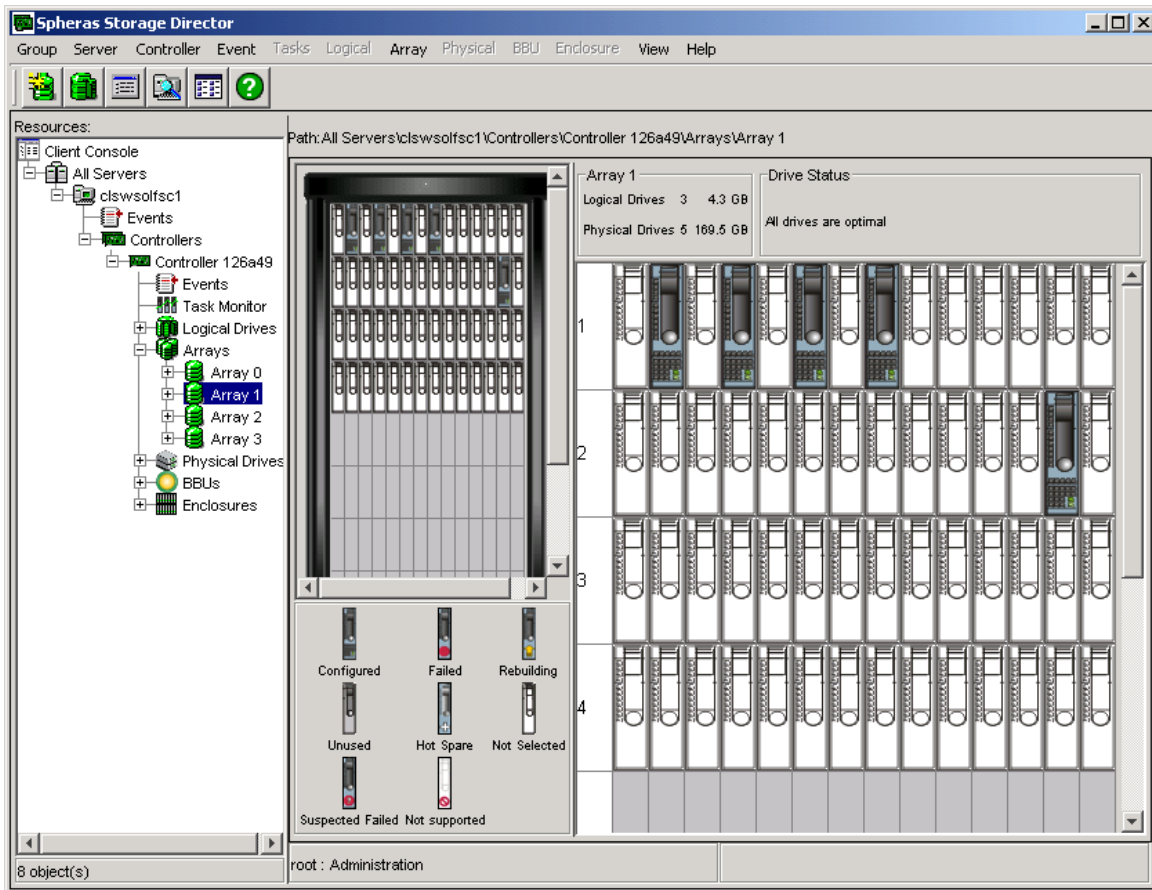 Spheras Storage Director
Group Server Controller Event Tasks Logical Array Physical BBU Enclosure View Help
Resources:
Client Console
All Servers
clswsolfsc1
Events
Controllers
Controller 126a49
Events
Task Monitor
Logical Drives
Arrays
Array 0
Array 1
Array 2
Array 3
Physical Drives
BBUs
Enclosures
8 object(s)
Path:All Servers\clswsolfsc1\Controllers\Controller 126a49\Arrays\Array 1
Configured Failed Rebuilding
Unused Hot Spare Not Selected
Suspected Failed Not supported
Array 1
Logical Drives 3 4.3 GB
Physical Drives 5 169.5 GB
Drive Status
All drives are optimal
1
2
3
4
root : Administration